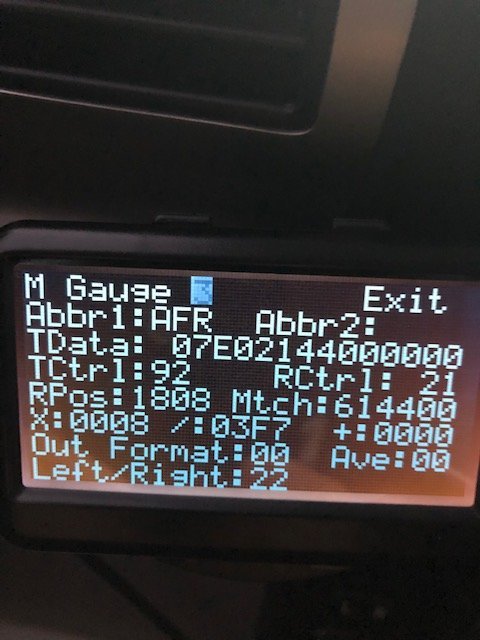 M Gauge 3 Exit
Abbr1:AFR Abbr2:
TData: 07E02144000000
TCtrl:92 RCtrl: 21
RPos:1808 Mtch:614400
X:0008 /:03F7 +:0000
Out Format:00 Ave:00
Left/Right:22